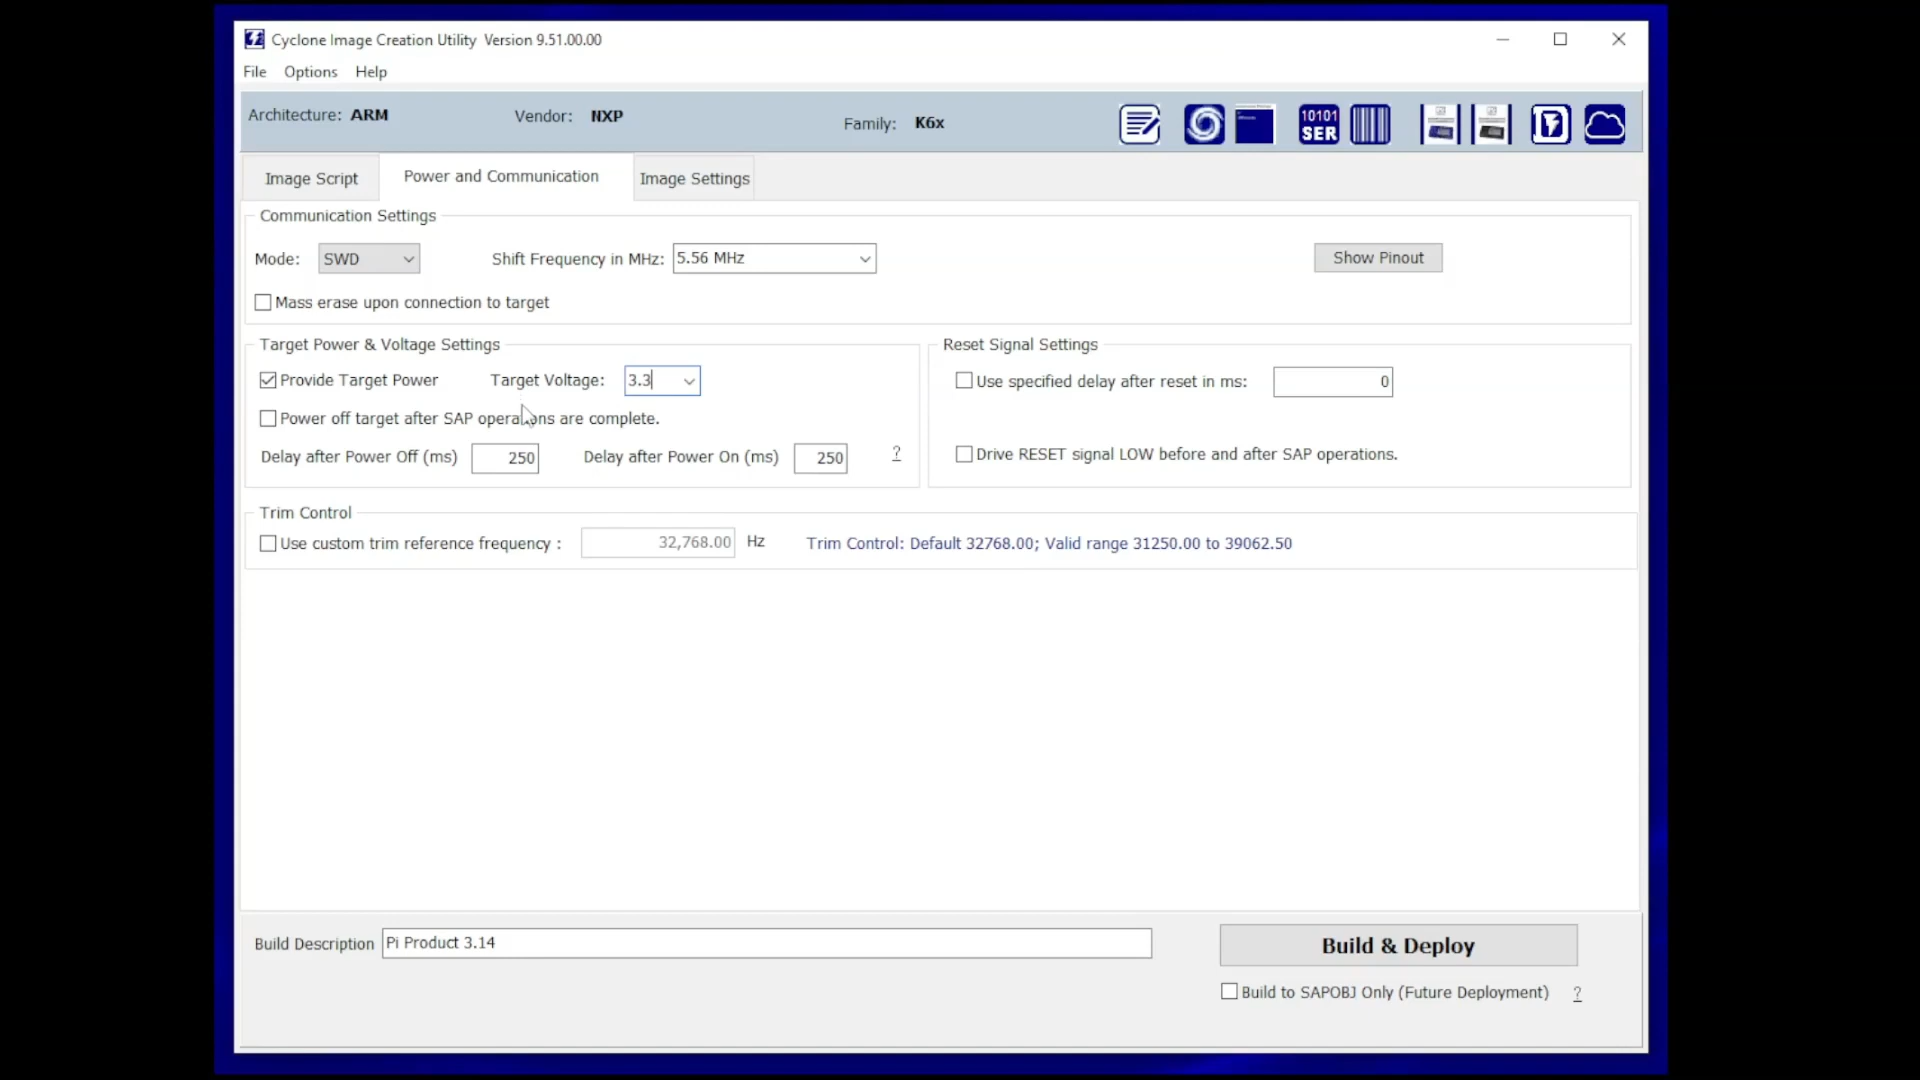 Cyclone Image Creation Utility Version 9.51.00.00
File Options Help
Architecture: ARM Vendor: NXP Family: K6x
10101
SER
Image Script Power and Communication Image Settings
Communication Settings
Mode: SWD Shift Frequency in MHz: 5.56 MHz Show Pinout
Mass erase upon connection to target
Target Power & Voltage Settings
Provide Target Power Target Voltage: 3.3
Power off target after SAP operations are complete.
Delay after Power Off (ms) 250 Delay after Power On (ms) 250 ?
Reset Signal Settings
Use specified delay after reset in ms: 0
Drive RESET signal LOW before and after SAP operations.
Trim Control
Use custom trim reference frequency : 32,768.00 Hz Trim Control: Default 32768.00; Valid range 31250.00 to 39062.50
Build Description Pi Product 3.14
Build & Deploy
Build to SAPOBJ Only (Future Deployment) ?